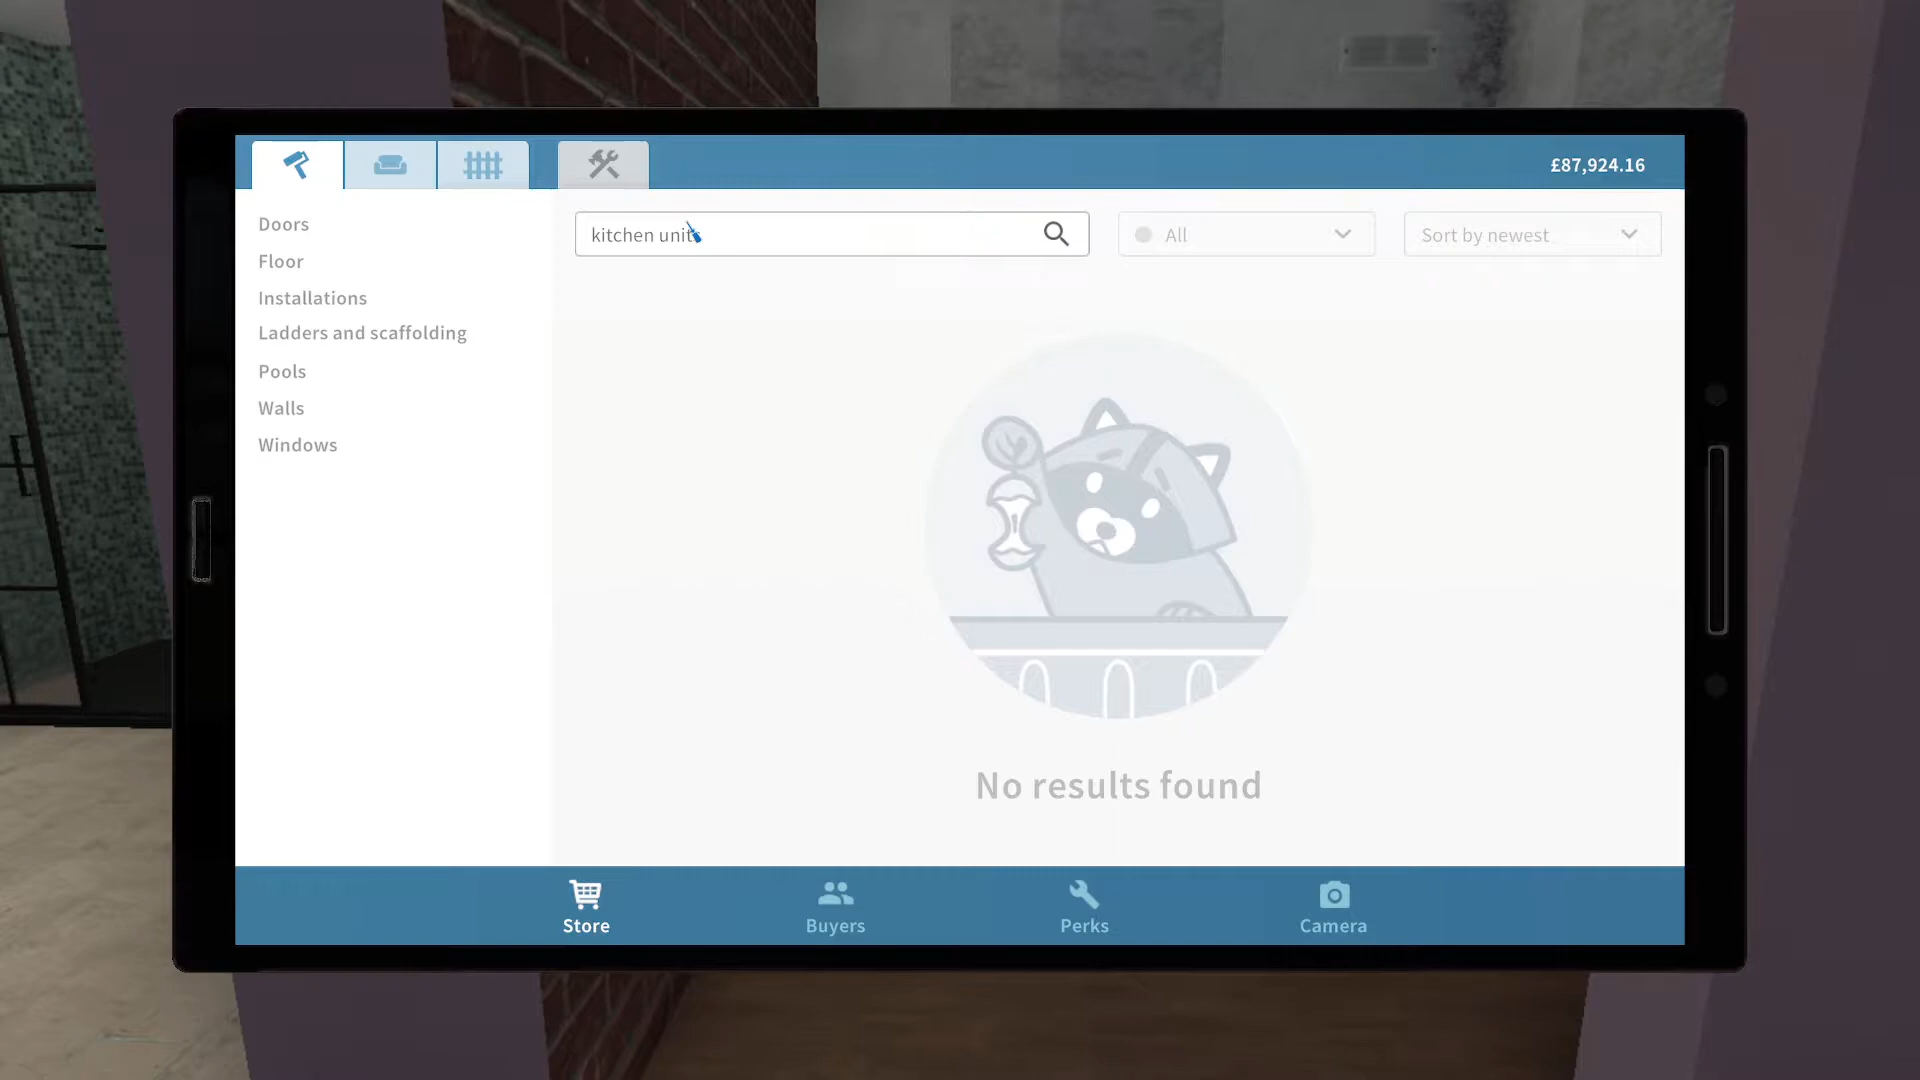 £87,924.16
kitchen units
All
Sort by newest
Doors
Floor
Installations
Ladders and scaffolding
Pools
Walls
Windows
No results found
Store
Buyers
Perks
Camera